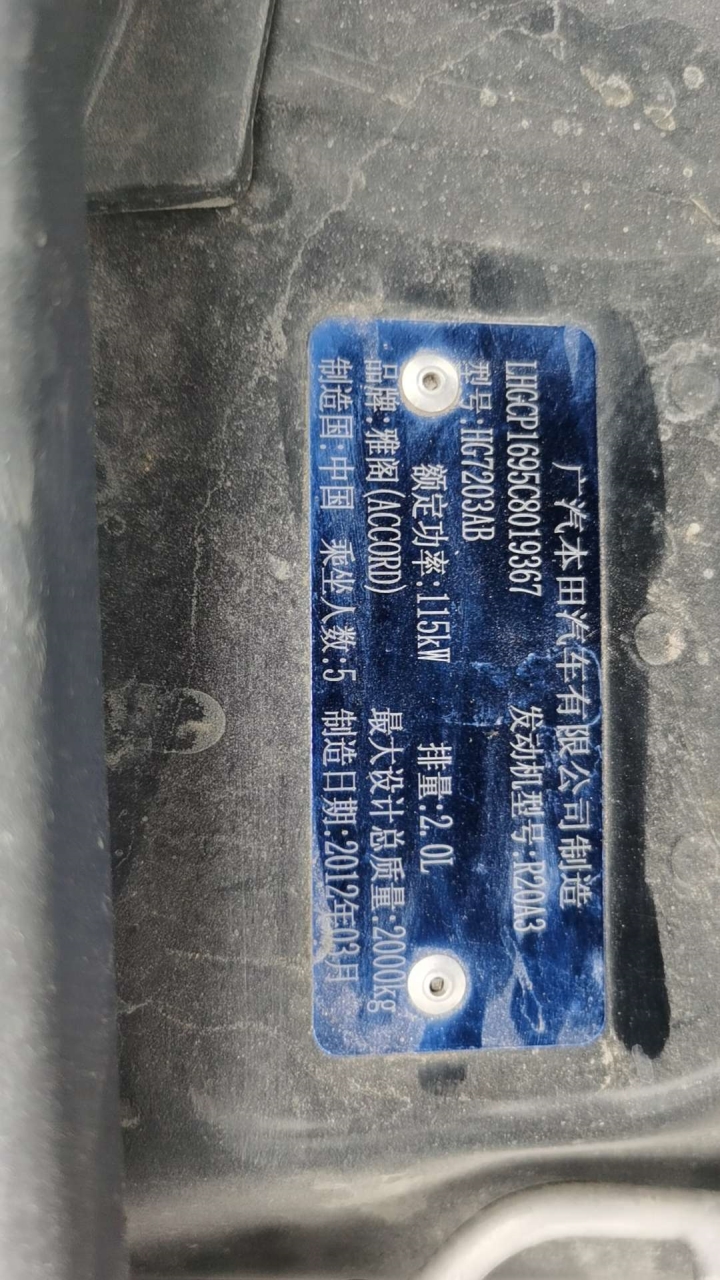 广汽本田汽车有限公司制造
LHGCP1695C8019367 发动机型号:R20A3
型号:HG7203AB
额定功率:115kW 排量:2.0L
品牌:雅阁(ACCORD) 最大设计总质量:2000kg
制造国:中国 乘坐人数:5 制造日期:2012年03月